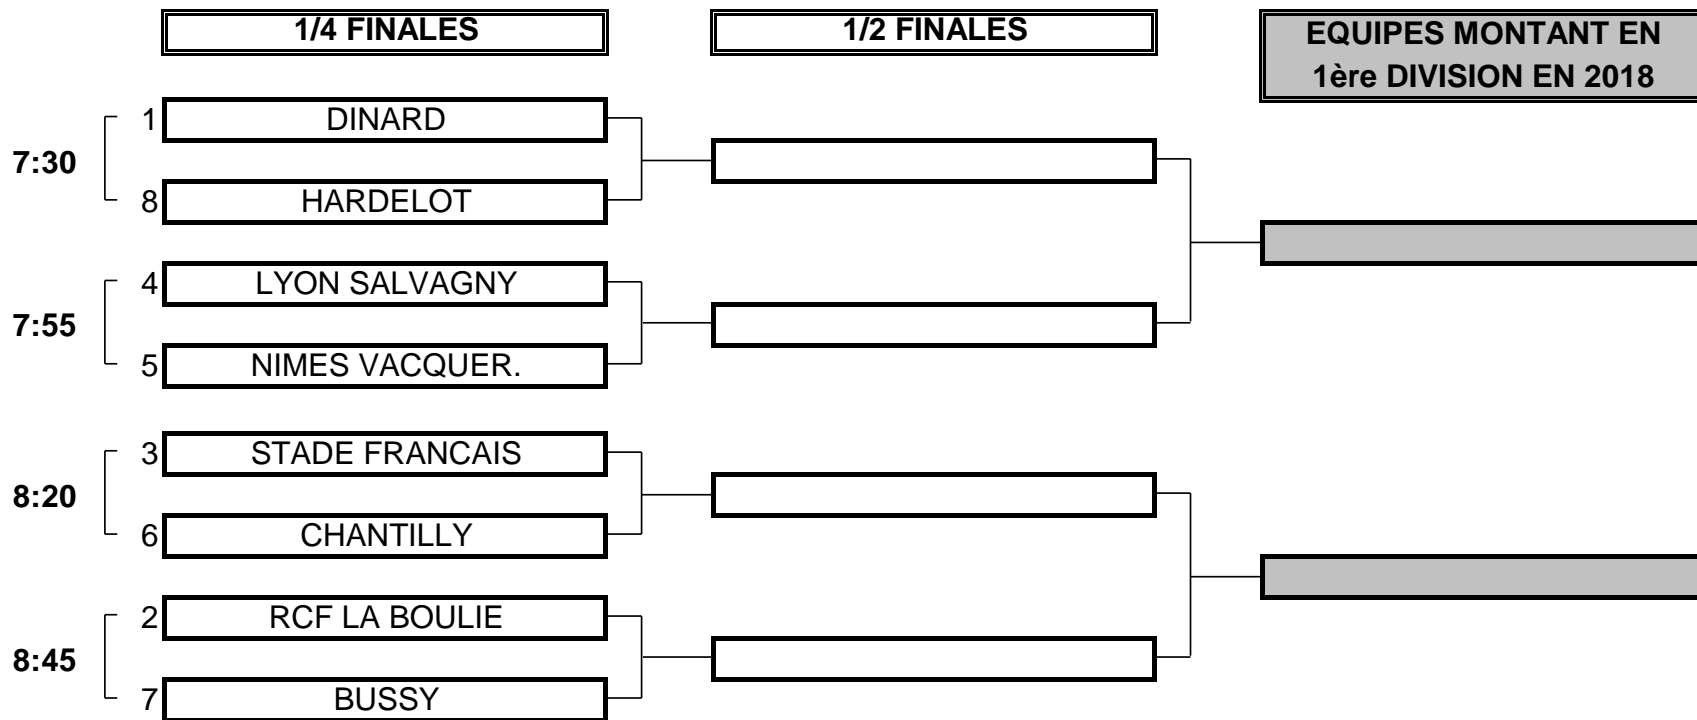 1/4 FINALES
1/2 FINALES
EQUIPES MONTANT EN
1ère DIVISION EN 2018
7:30
1 DINARD
8 HARDELOT
7:55
4 LYON SALVAGNY
5 NIMES VACQUER.
8:20
3 STADE FRANCAIS
6 CHANTILLY
8:45
2 RCF LA BOULIE
7 BUSSY